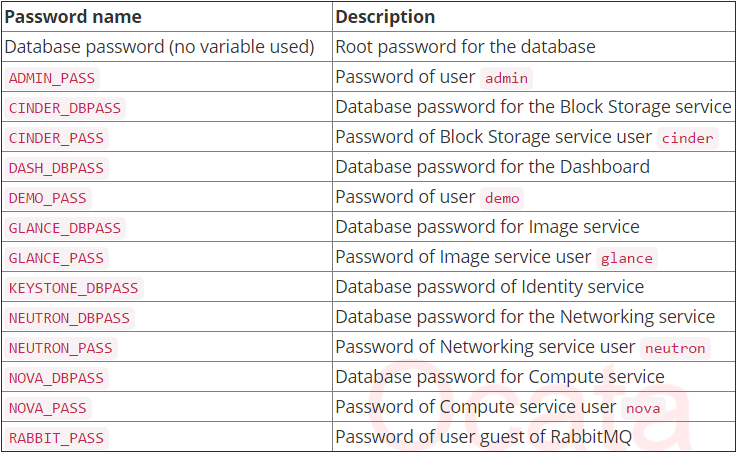 Password name Description
Database password (no variable used) Root password for the database
ADMIN_PASS Password of user admin
CINDER_DBPASS Database password for the Block Storage service
CINDER_PASS Password of Block Storage service user cinder
DASH_DBPASS Database password for the Dashboard
DEMO_PASS Password of user demo
GLANCE_DBPASS Database password for Image service
GLANCE_PASS Password of Image service user glance
KEYSTONE_DBPASS Database password of Identity service
NEUTRON_DBPASS Database password for the Networking service
NEUTRON_PASS Password of Networking service user neutron
NOVA_DBPASS Database password for Compute service
NOVA_PASS Password of Compute service user nova
RABBIT_PASS Password of user guest of RabbitMQ
Ocata